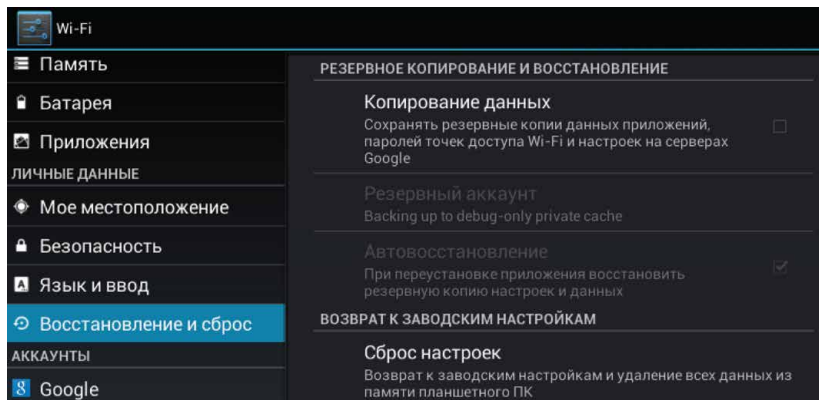 Wi-Fi
Память
Батарея
Приложения
ЛИЧНЫЕ ДАННЫЕ
Мое местоположение
Безопасность
Язык и ввод
Восстановление и сброс
АККАУНТЫ
Google
РЕЗЕРВНОЕ КОПИРОВАНИЕ И ВОССТАНОВЛЕНИЕ
Копирование данных
Сохранять резервные копии данных приложений,
паролей точек доступа Wi-Fi и настроек на серверах
Google
Резервный аккаунт
Backing up to debug-only private cache
Автовосстановление
При переустановке приложения восстановить
резервную копию настроек и данных
ВОЗВРАТ К ЗАВОДСКИМ НАСТРОЙКАМ
Сброс настроек
Возврат к заводским настройкам и удаление всех данных из
памяти планшетного ПК